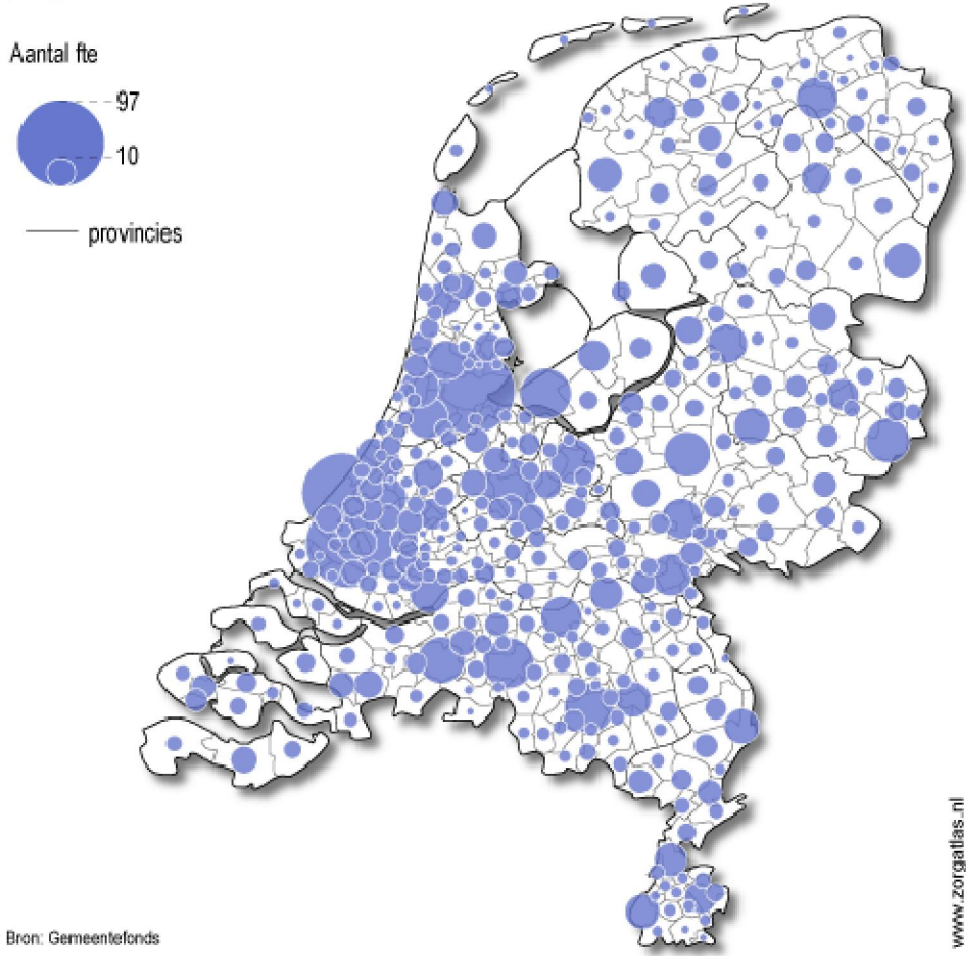 Aantal fte
97
10
provincies
Bron: Gemeentefonds
www.zorgatlas.nl